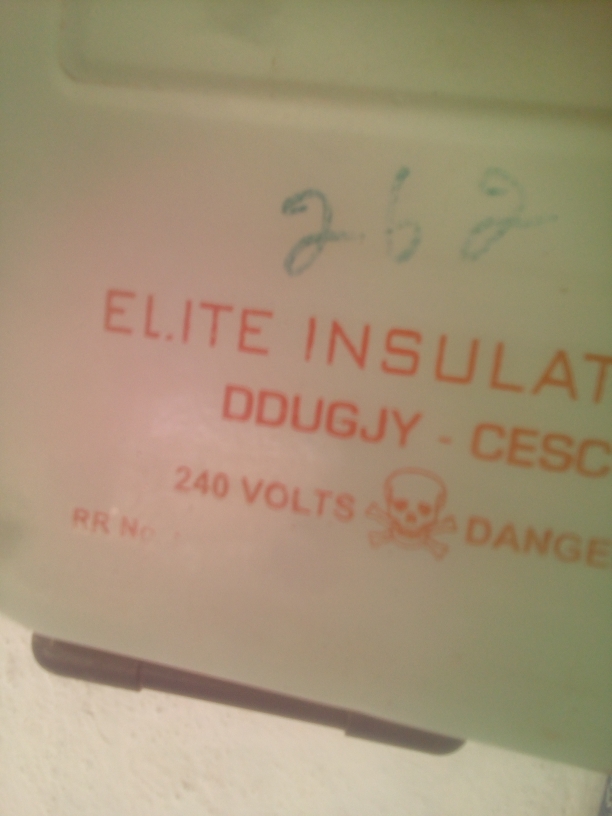 262
ELITE INSULAT
DDUGJY - CESC
240 VOLTS DANGE
RR No.